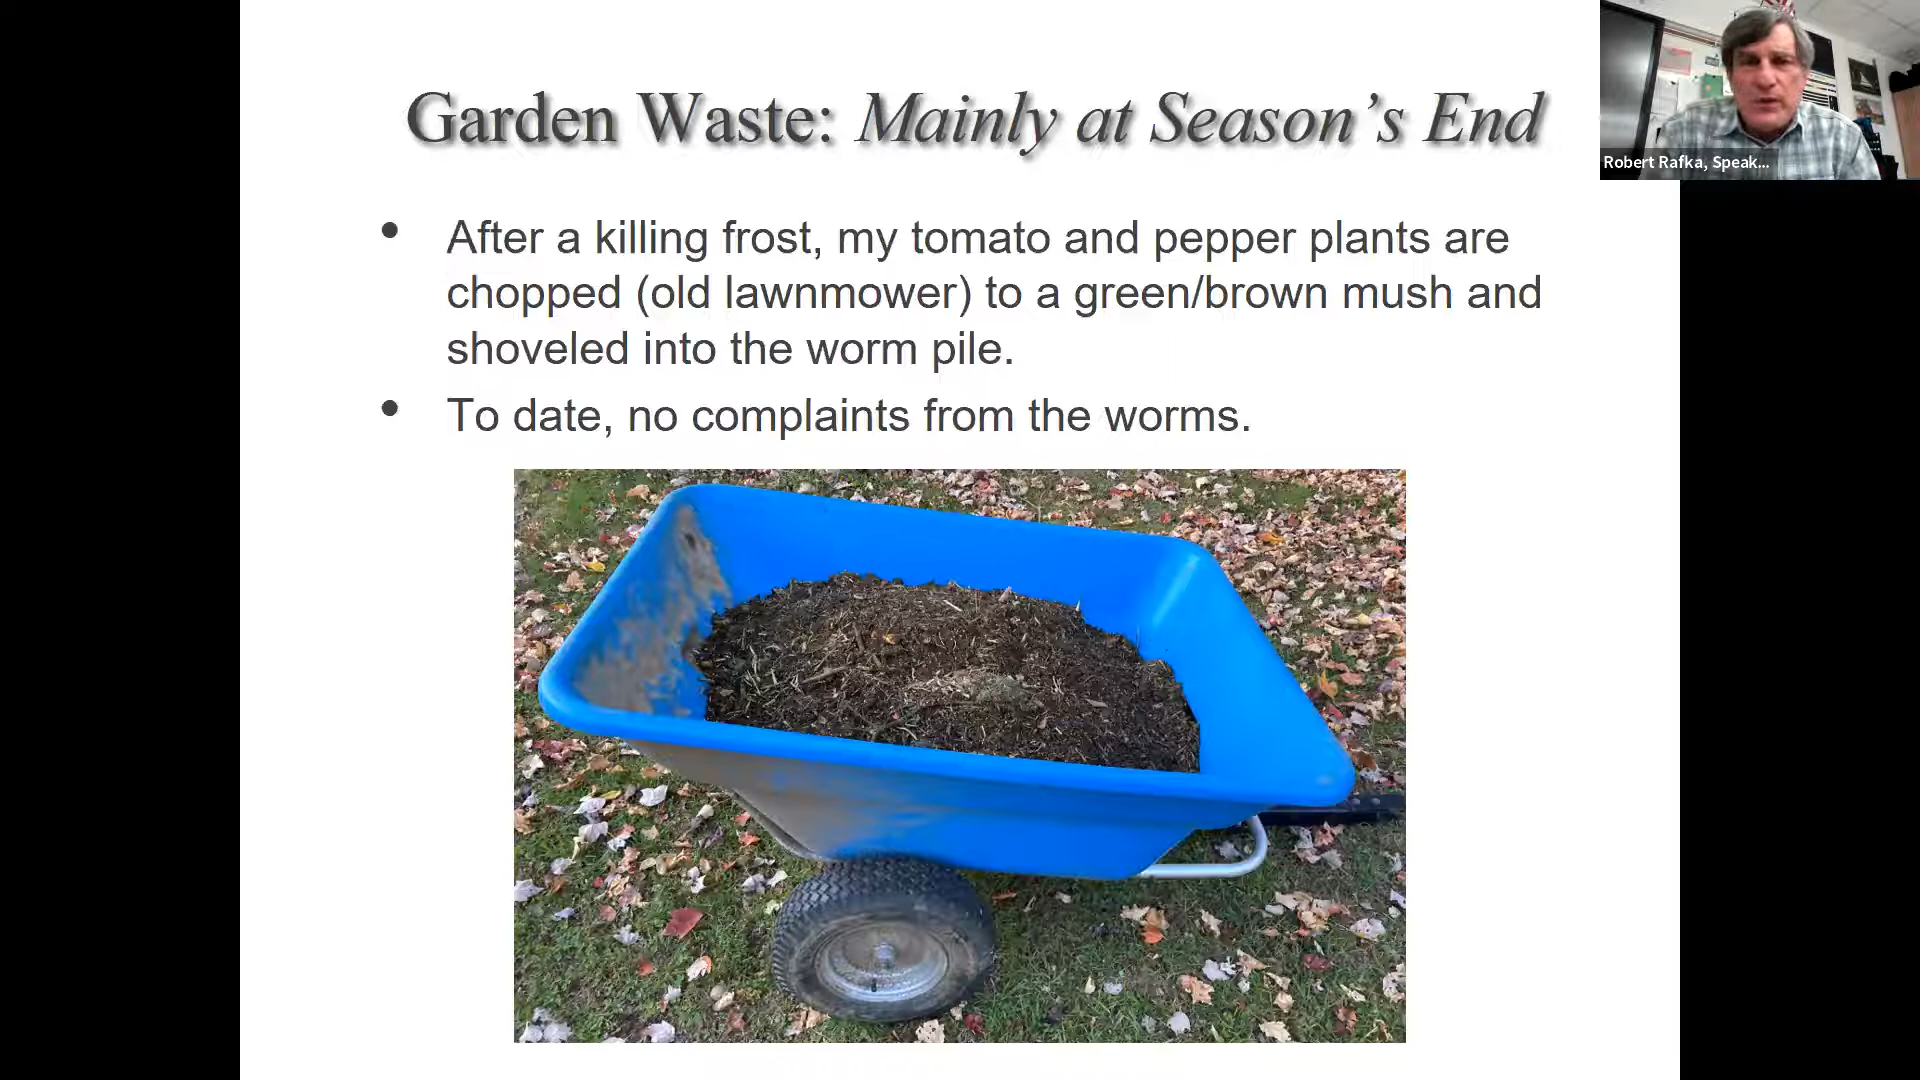 Garden Waste: Mainly at Season’s End
Robert Rafka, Speak...
• After a killing frost, my tomato and pepper plants are
chopped (old lawnmower) to a green/brown mush and
shoveled into the worm pile.
• To date, no complaints from the worms.